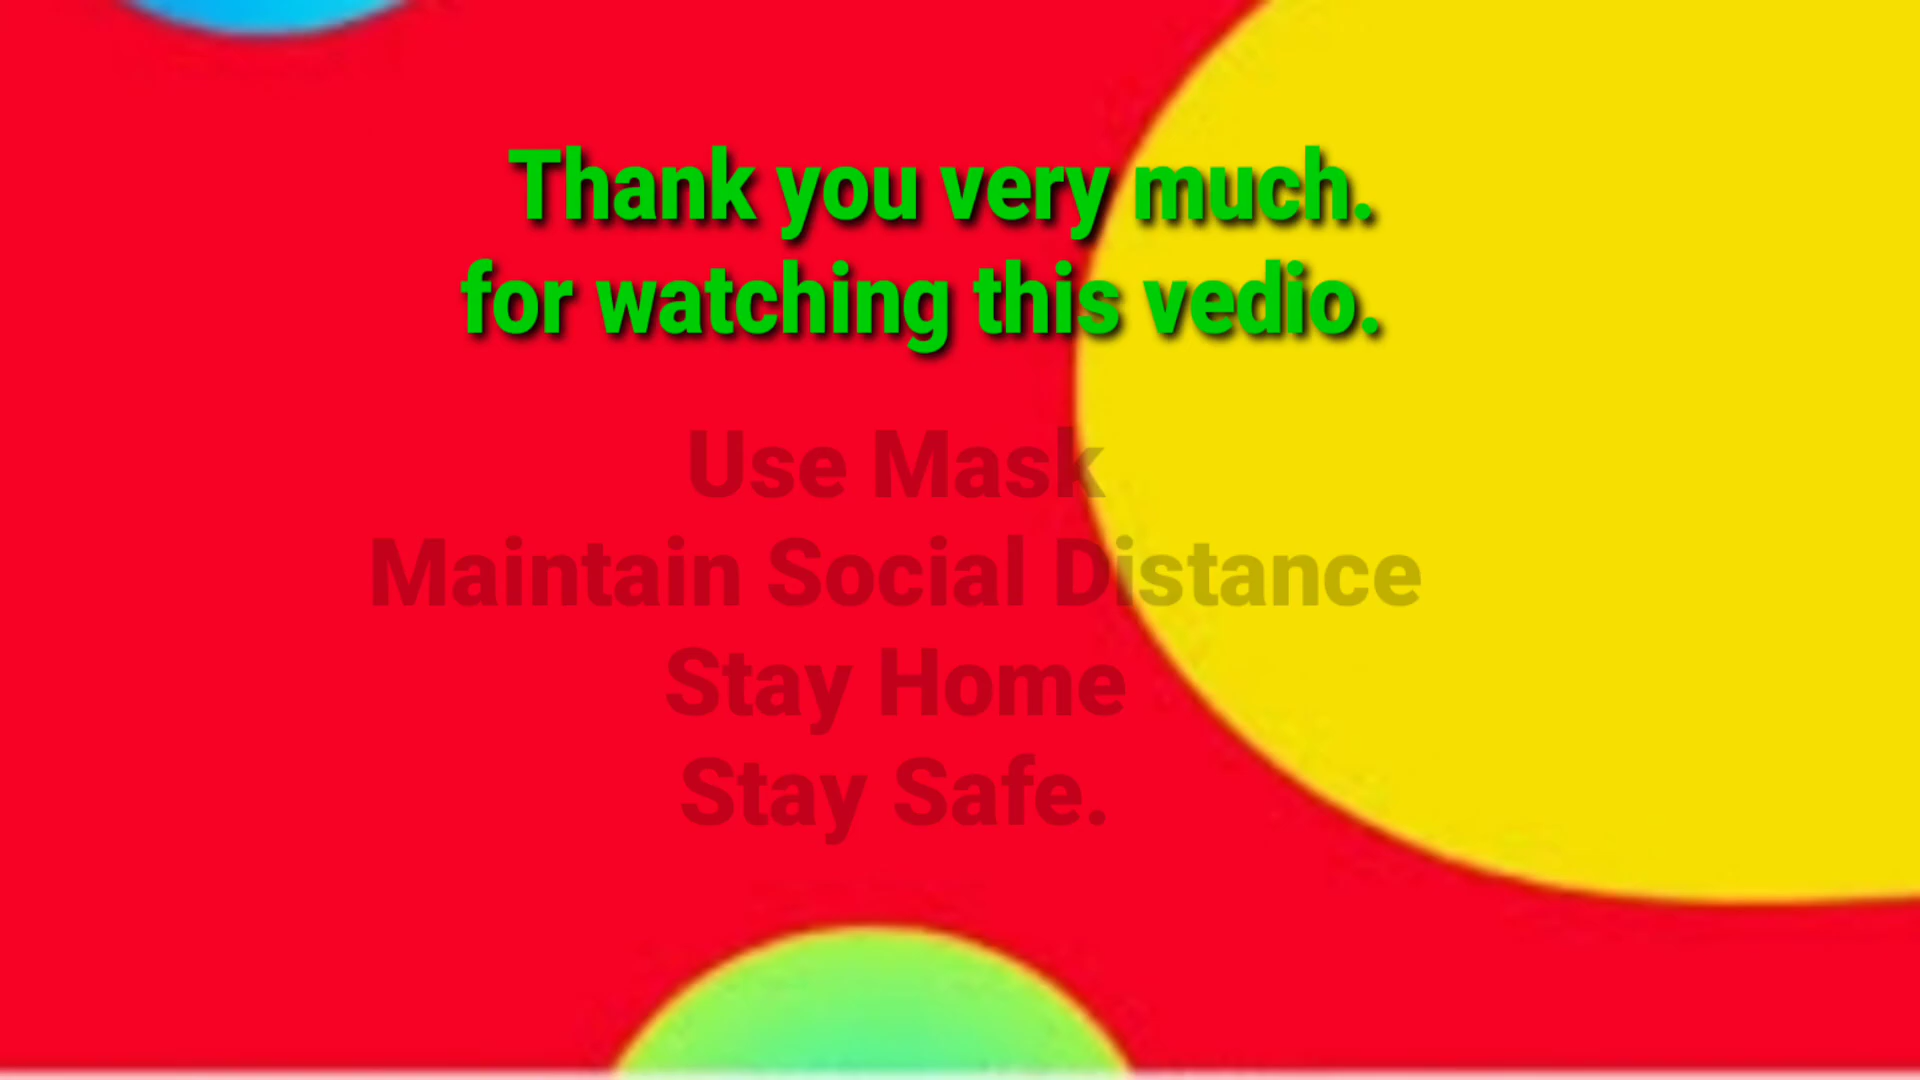 Thank you very much.
for watching this vedio.
Use Mask
Maintain Social Distance
Stay Home
Stay Safe.